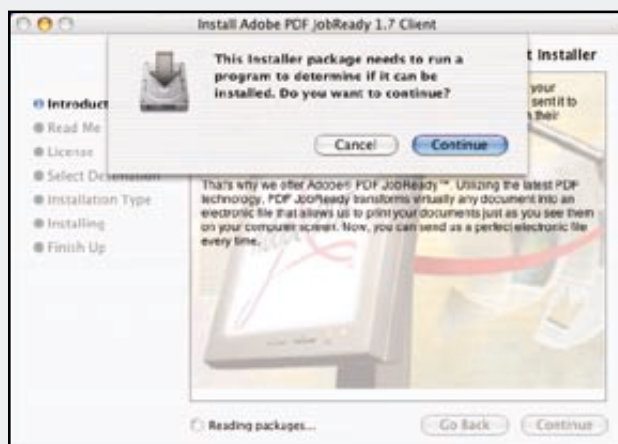 Install Adobe PDF JobReady 1.7 Client
This Installer package needs to run a
program to determine if it can be
installed. Do you want to continue?
Cancel
Continue
t Installer
your
sent it to
their
Introduct
Read Me
License
Select Destination
Installation Type
Installing
Finish Up
That's why we offer Adobe® PDF JobReady™. Utilizing the latest PDF
technology, PDF JobReady transforms virtually any document into an
electronic file that allows us to print your documents just as you see them
on your computer screen. Now, you can send us a perfect electronic file
every time.
Adobe
Reading packages...
Go Back
Continue